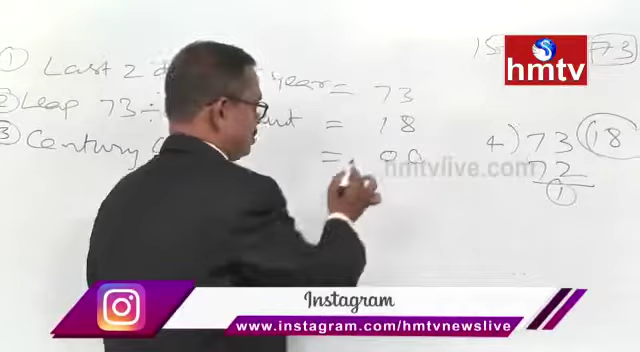 15 73
hmtv
① Last 2 d year = 73
② Leap 73 ÷ = 18
③ Century = 00
4 ) 73 ( 18
72
1
hmtvlive.com
Instagram
www.instagram.com/hmtvnewslive